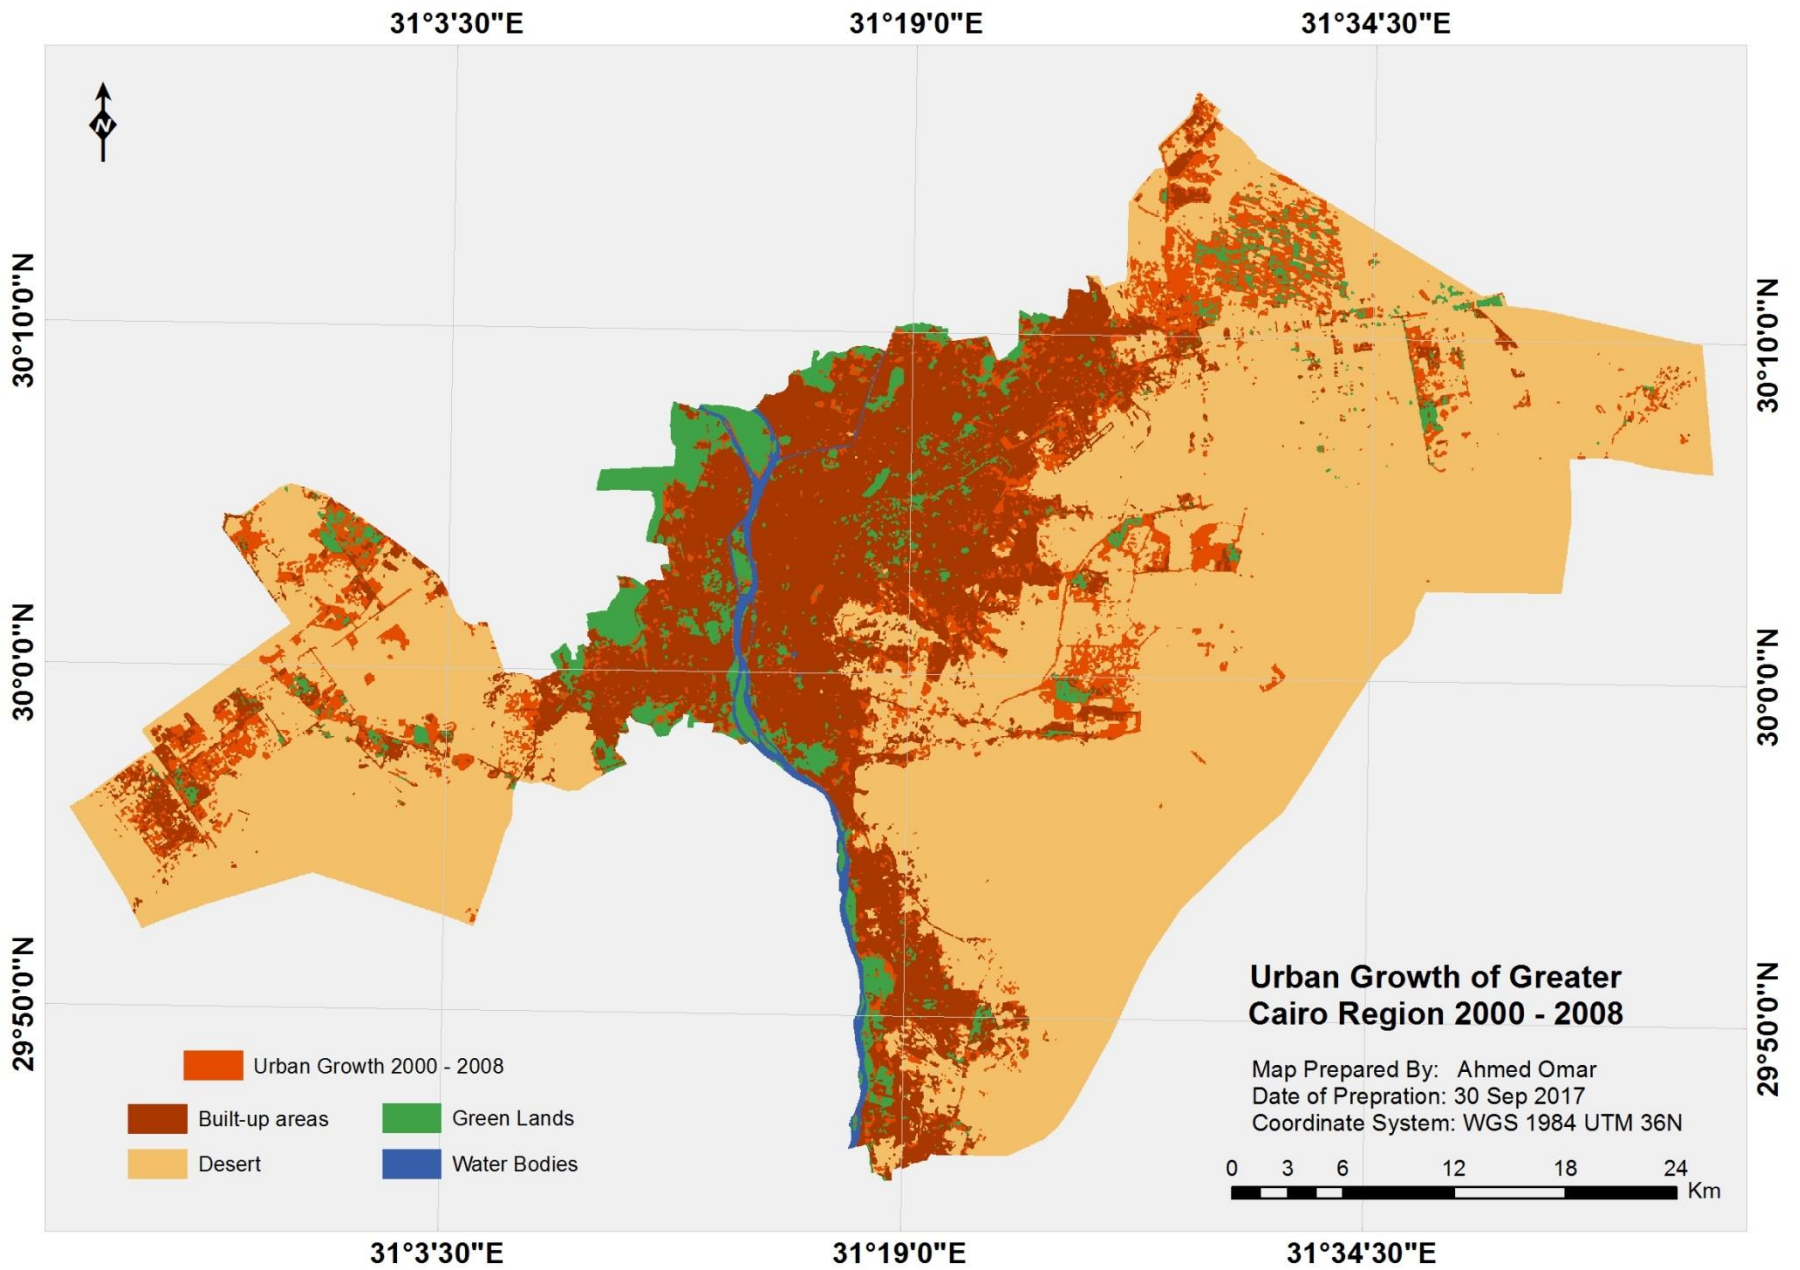 31°3'30"E 31°19'0"E 31°34'30"E
N
30°10'0"N 30°10'0"N
30°0'0"N 30°0'0"N
29°50'0"N 29°50'0"N
Urban Growth of Greater
Cairo Region 2000 - 2008
Map Prepared By: Ahmed Omar
Date of Prepration: 30 Sep 2017
Coordinate System: WGS 1984 UTM 36N
0 3 6 12 18 24
Km
Urban Growth 2000 - 2008
Built-up areas Green Lands
Desert Water Bodies
31°3'30"E 31°19'0"E 31°34'30"E